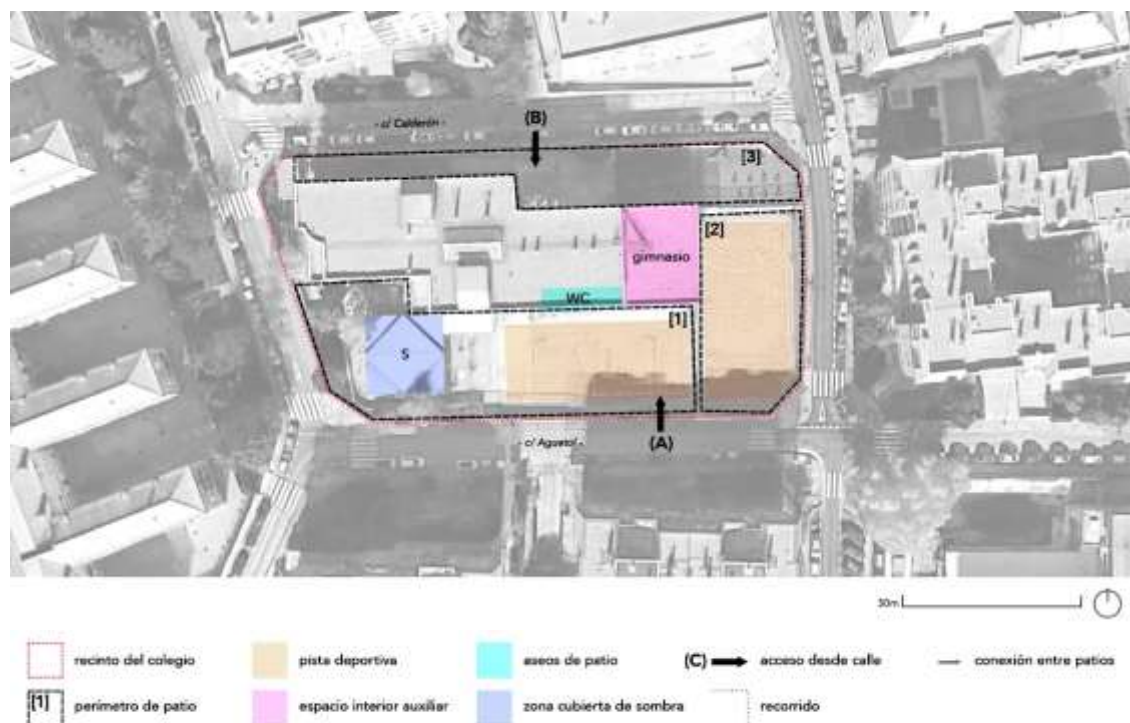 - c/ Calderón -
(B)
[3]
[2]
gimnasio
WC
[1]
S
- c/ Agustol -
(A)
30m
recinto del colegio
pista deportiva
aseos de patio
(C) acceso desde calle
conexión entre patios
[1] perímetro de patio
espacio interior auxiliar
zona cubierta de sombra
recorrido